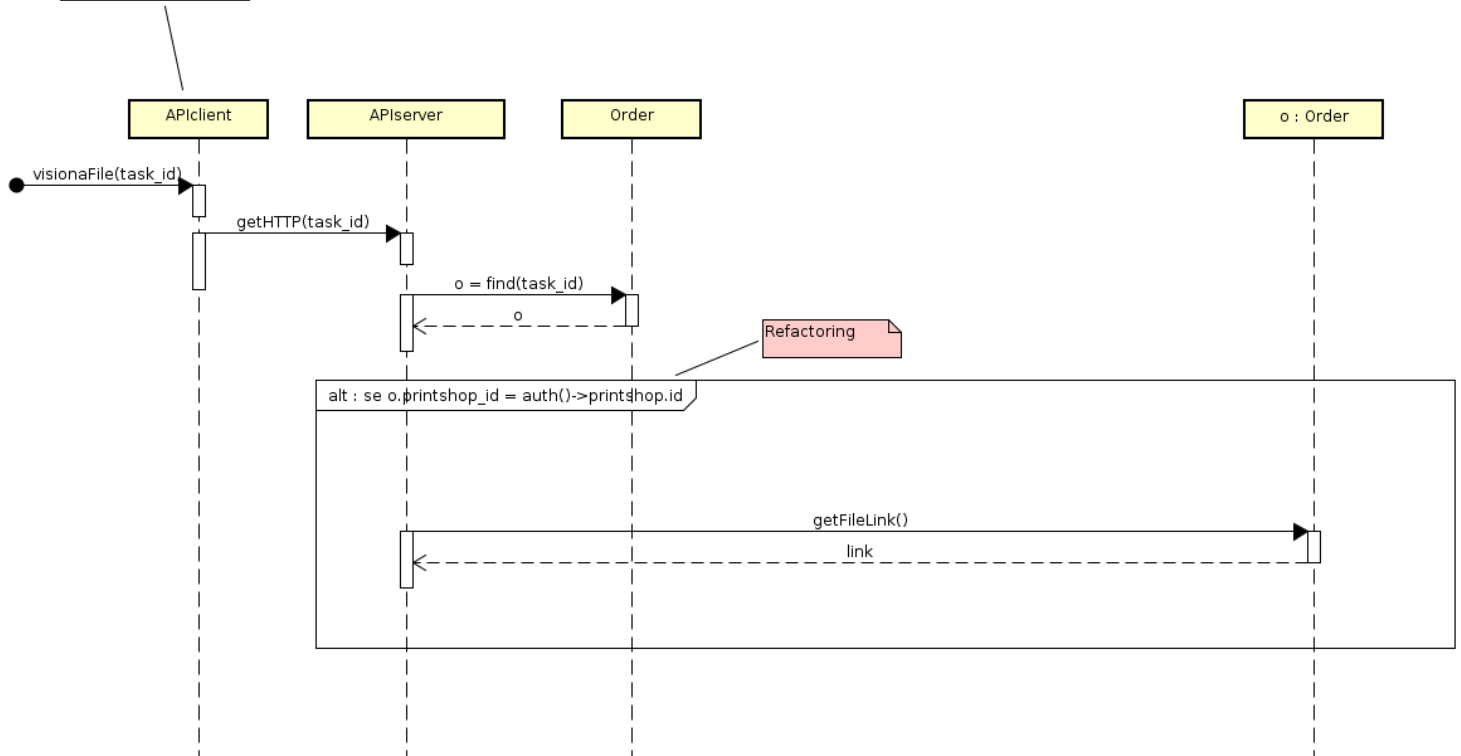 APIclient
APIserver
Order
o : Order
visionaFile(task_id)
getHTTP(task_id)
o = find(task_id)
o
Refactoring
alt : se o.printshop_id = auth()->printshop.id
getFileLink()
link